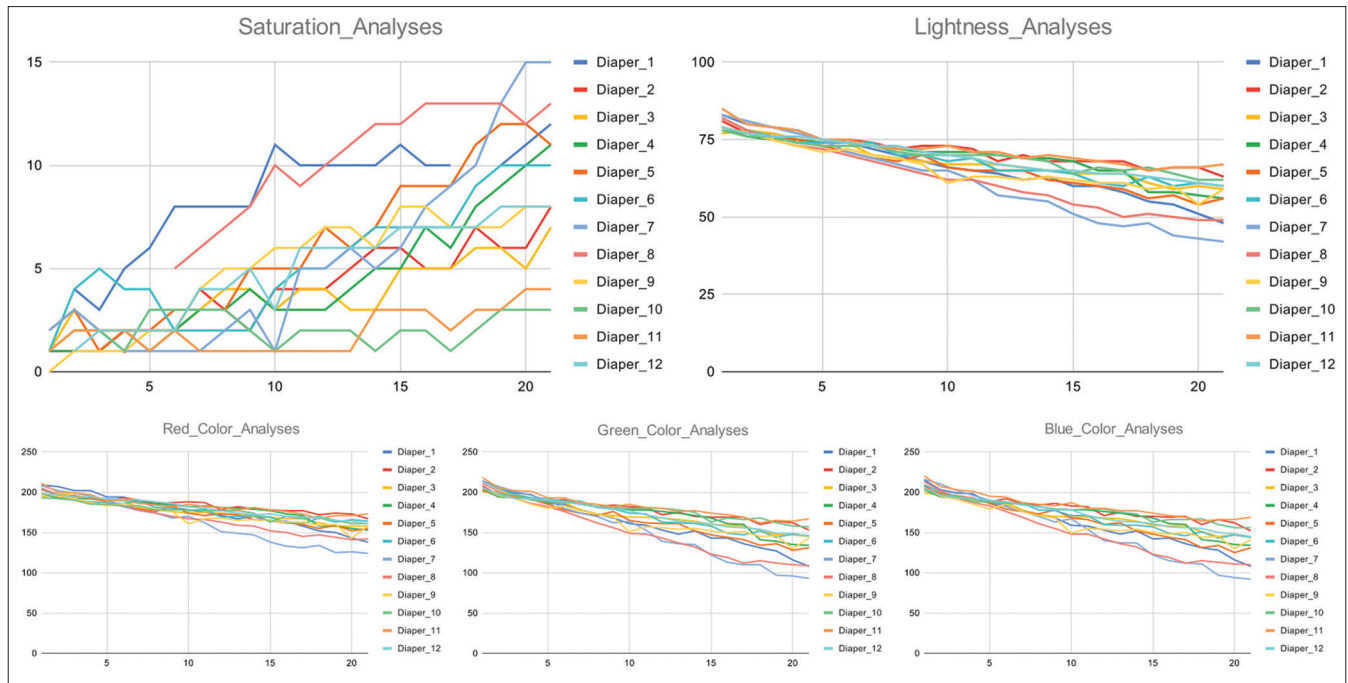 Saturation_Analyses
15
10
5
0
5
10
15
20
Diaper_1
Diaper_2
Diaper_3
Diaper_4
Diaper_5
Diaper_6
Diaper_7
Diaper_8
Diaper_9
Diaper_10
Diaper_11
Diaper_12
Lightness_Analyses
100
75
50
25
0
5
10
15
20
Diaper_1
Diaper_2
Diaper_3
Diaper_4
Diaper_5
Diaper_6
Diaper_7
Diaper_8
Diaper_9
Diaper_10
Diaper_11
Diaper_12
Red_Color_Analyses
250
200
150
100
50
0
5
10
15
20
Diaper_1
Diaper_2
Diaper_3
Diaper_4
Diaper_5
Diaper_6
Diaper_7
Diaper_8
Diaper_9
Diaper_10
Diaper_11
Diaper_12
Green_Color_Analyses
250
200
150
100
50
0
5
10
15
20
Diaper_1
Diaper_2
Diaper_3
Diaper_4
Diaper_5
Diaper_6
Diaper_7
Diaper_8
Diaper_9
Diaper_10
Diaper_11
Diaper_12
Blue_Color_Analyses
250
200
150
100
50
0
5
10
15
20
Diaper_1
Diaper_2
Diaper_3
Diaper_4
Diaper_5
Diaper_6
Diaper_7
Diaper_8
Diaper_9
Diaper_10
Diaper_11
Diaper_12